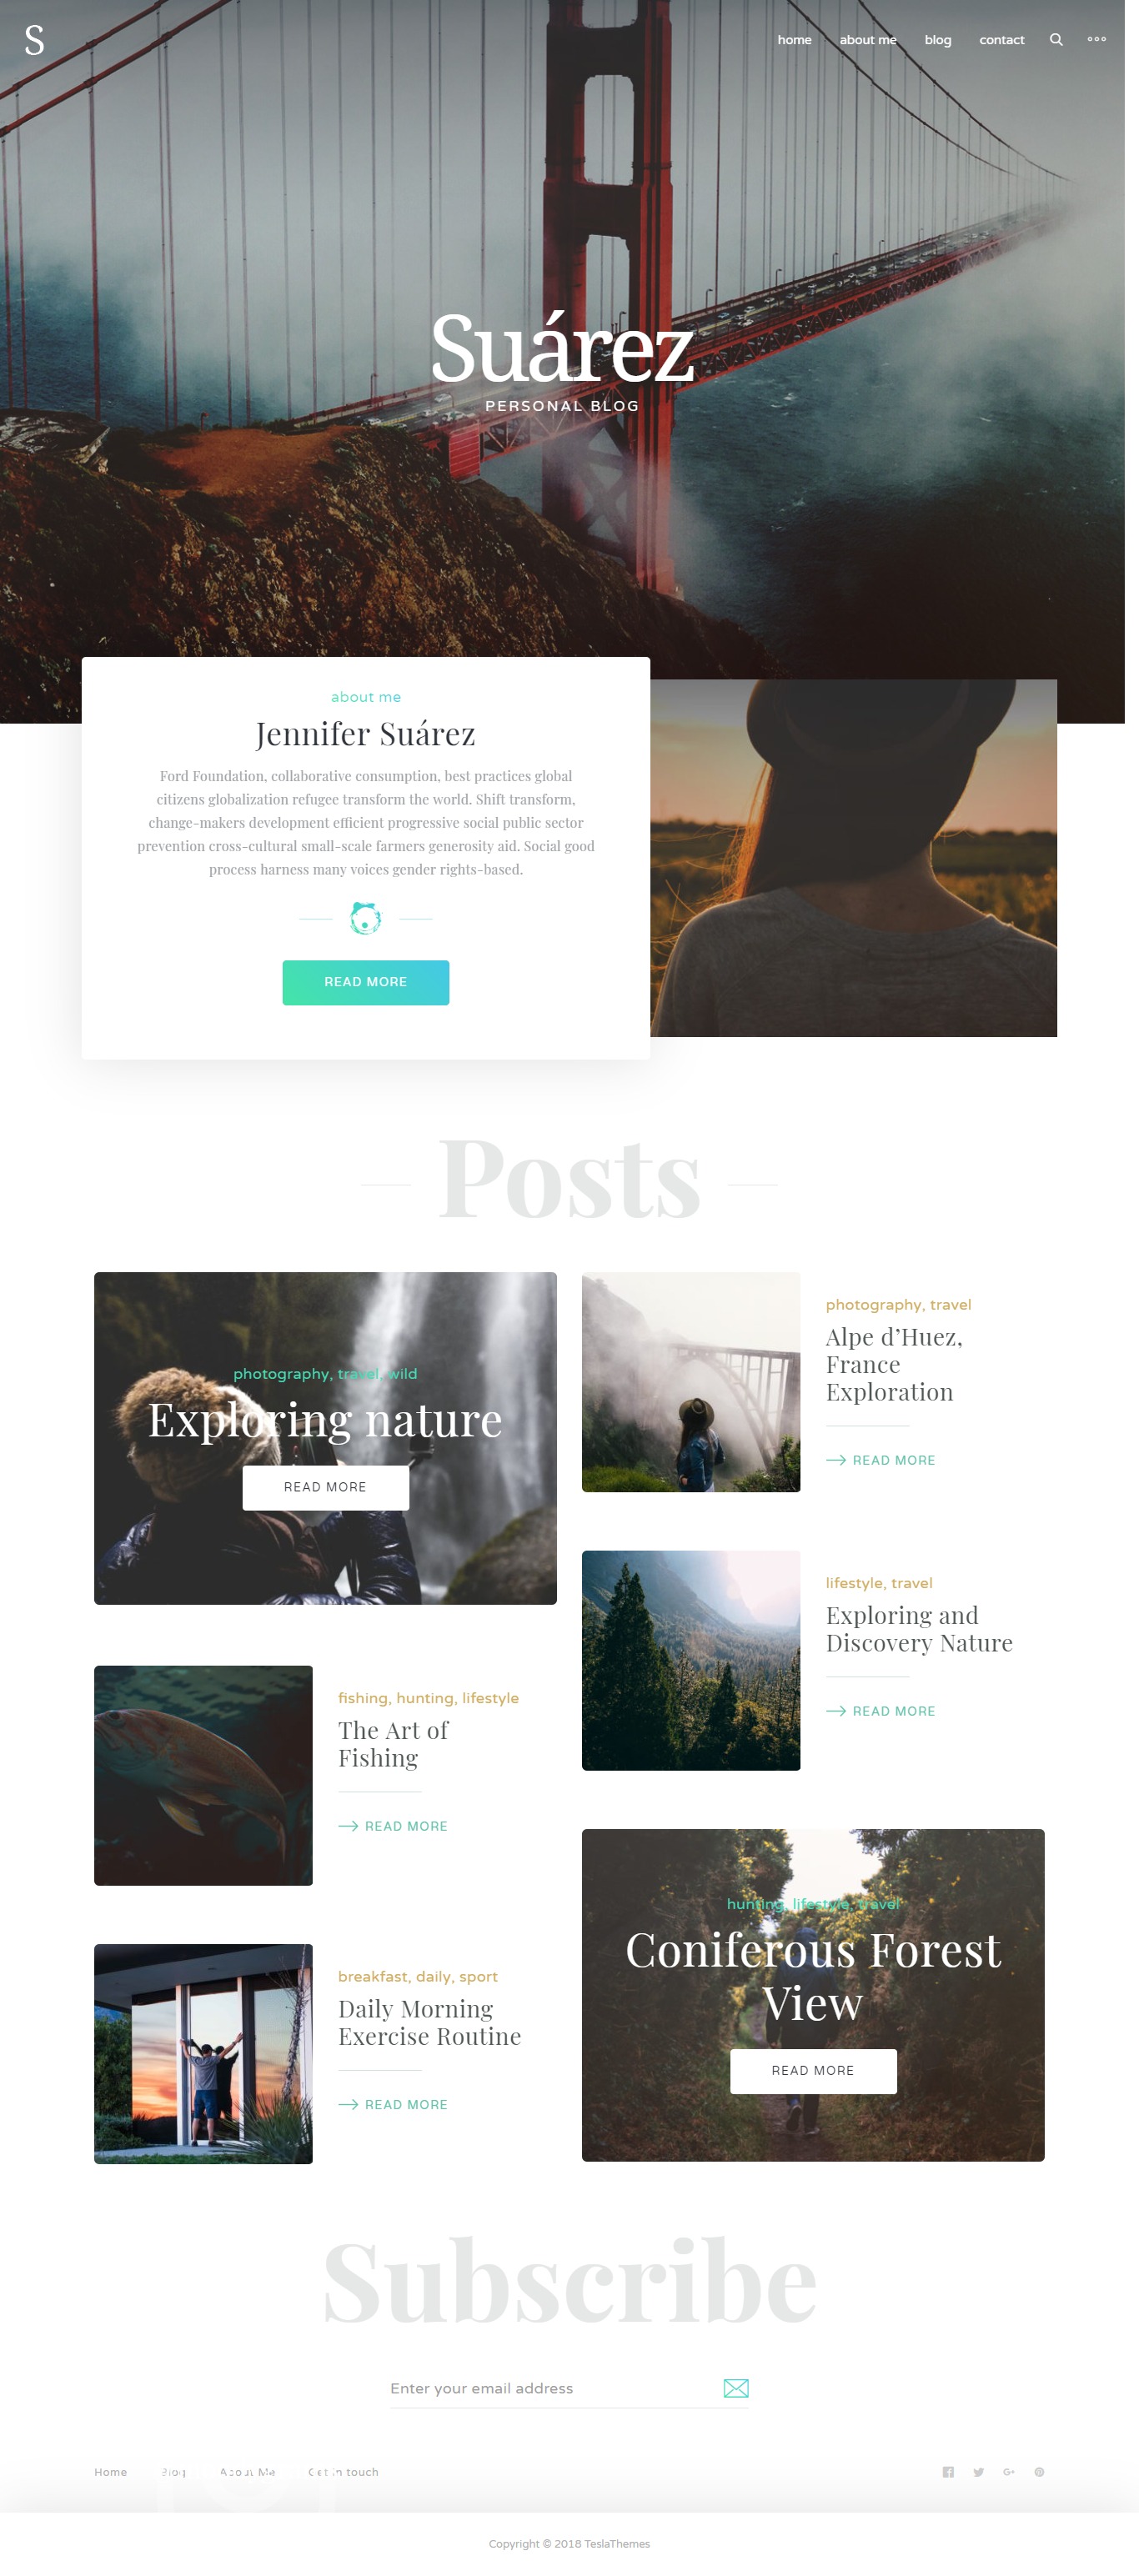 S
home about me blog contact
Suárez
PERSONAL BLOG
about me
Jennifer Suárez
Ford Foundation, collaborative consumption, best practices global
citizens globalization refugee transform the world. Shift transform,
change-makers development efficient progressive social public sector
prevention cross-cultural small-scale farmers generosity aid. Social good
process harness many voices gender rights-based.
READ MORE
Posts
photography, travel, wild
Exploring nature
READ MORE
fishing, hunting, lifestyle
The Art of
Fishing
READ MORE
breakfast, daily, sport
Daily Morning
Exercise Routine
READ MORE
photography, travel
Alpe d’Huez,
France
Exploration
READ MORE
lifestyle, travel
Exploring and
Discovery Nature
READ MORE
hunting, lifestyle, travel
Coniferous Forest
View
READ MORE
Subscribe
Enter your email address
Home Blog About Me Get in touch
Copyright © 2018 TeslaThemes